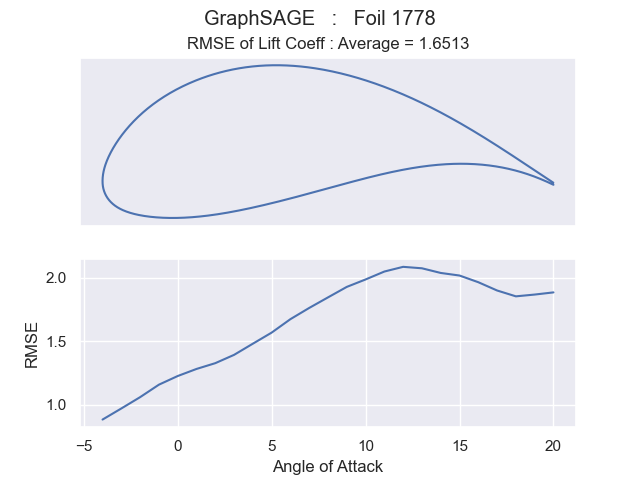 GraphSAGE   :   Foil 1778
RMSE of Lift Coeff : Average = 1.6513
2.0
1.5
1.0
RMSE
−5 0 5 10 15 20
Angle of Attack